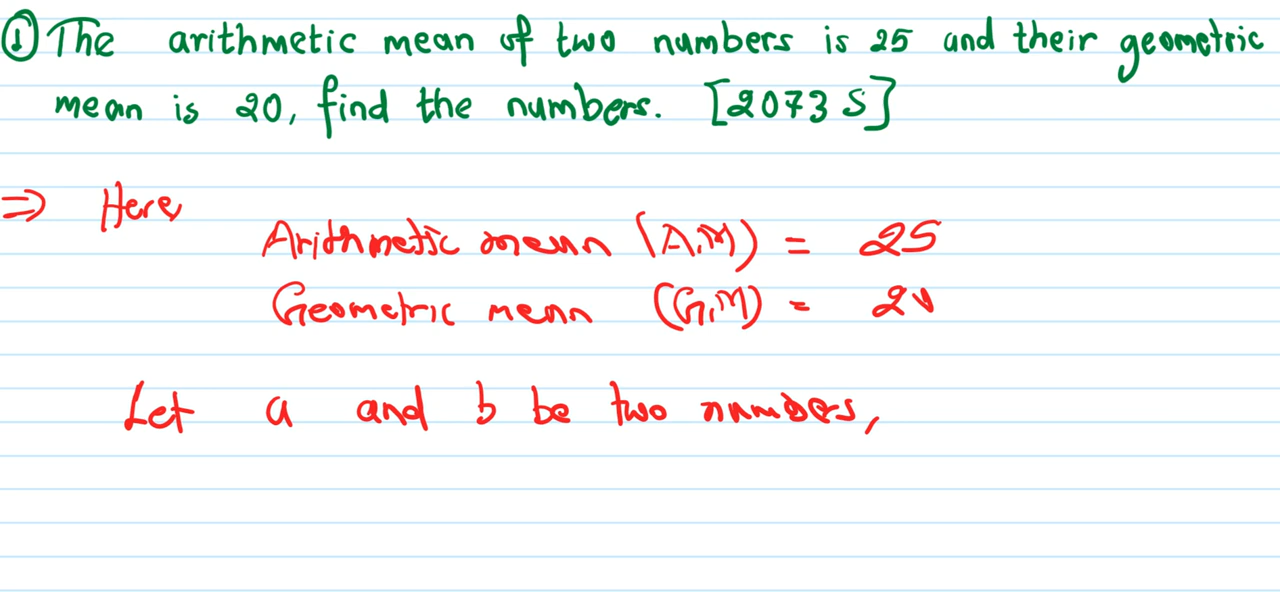 ① The arithmetic mean of two numbers is 25 and their geometric
mean is 20, find the numbers. [2073 S]
⇒ Here,
Arithmetic mean (A.M) = 25
Geometric mean (G.M) = 20
Let a and b be two numbers,